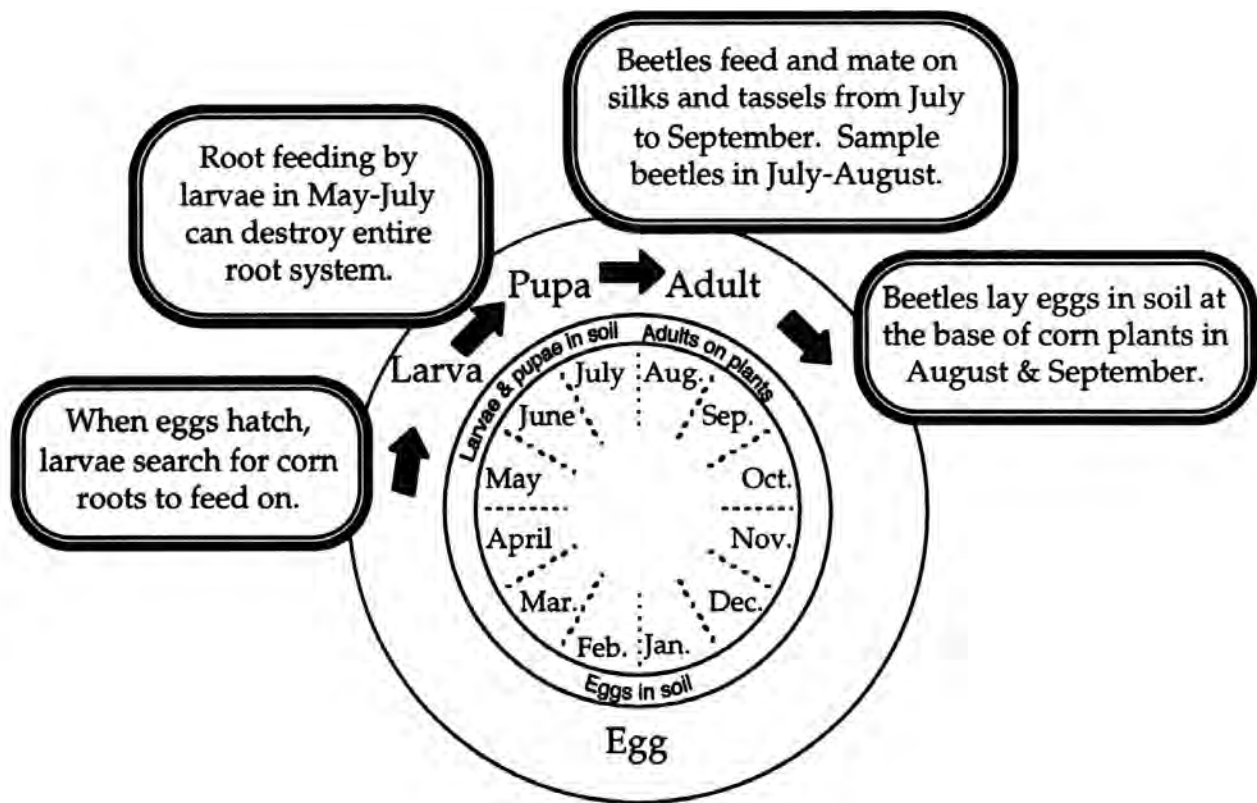 Beetles feed and mate on
silks and tassels from July
to September.  Sample
beetles in July-August.
Root feeding by
larvae in May-July
can destroy entire
root system.
Pupa
Adult
Beetles lay eggs in soil at
the base of corn plants in
August & September.
Larva
Larvae & pupae in soil
Adults on plants
When eggs hatch,
larvae search for corn
roots to feed on.
July
Aug.
June
Sep.
May
Oct.
April
Nov.
Mar.
Dec.
Feb.
Jan.
Eggs in soil
Egg